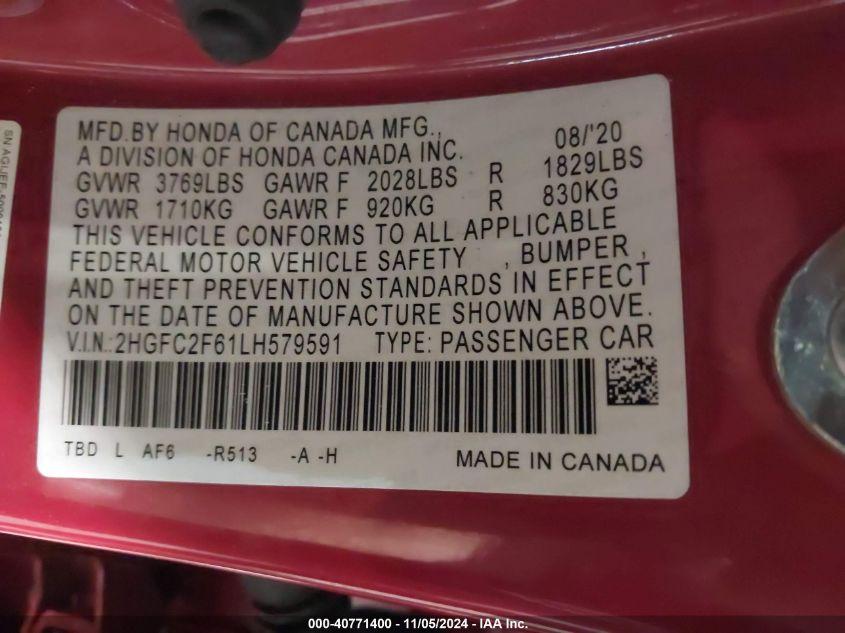 MFD.BY HONDA OF CANADA MFG., 08/'20
A DIVISION OF HONDA CANADA INC.
GVWR 3769LBS GAWR F 2028LBS R 1829LBS
GVWR 1710KG GAWR F 920KG R 830KG
THIS VEHICLE CONFORMS TO ALL APPLICABLE
FEDERAL MOTOR VEHICLE SAFETY , BUMPER ,
AND THEFT PREVENTION STANDARDS IN EFFECT
ON THE DATE OF MANUFACTURE SHOWN ABOVE.
V.I.N.:2HGFC2F61LH579591 TYPE: PASSENGER CAR
TBD L AF6 -R513 -A -H MADE IN CANADA
000-40771400 - 11/05/2024 - IAA Inc.